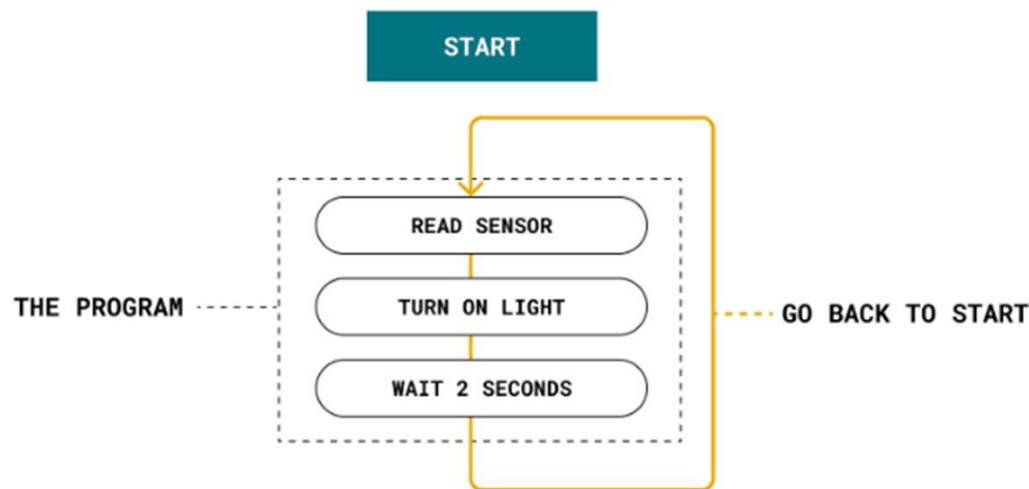 START
READ SENSOR
THE PROGRAM
TURN ON LIGHT
GO BACK TO START
WAIT 2 SECONDS